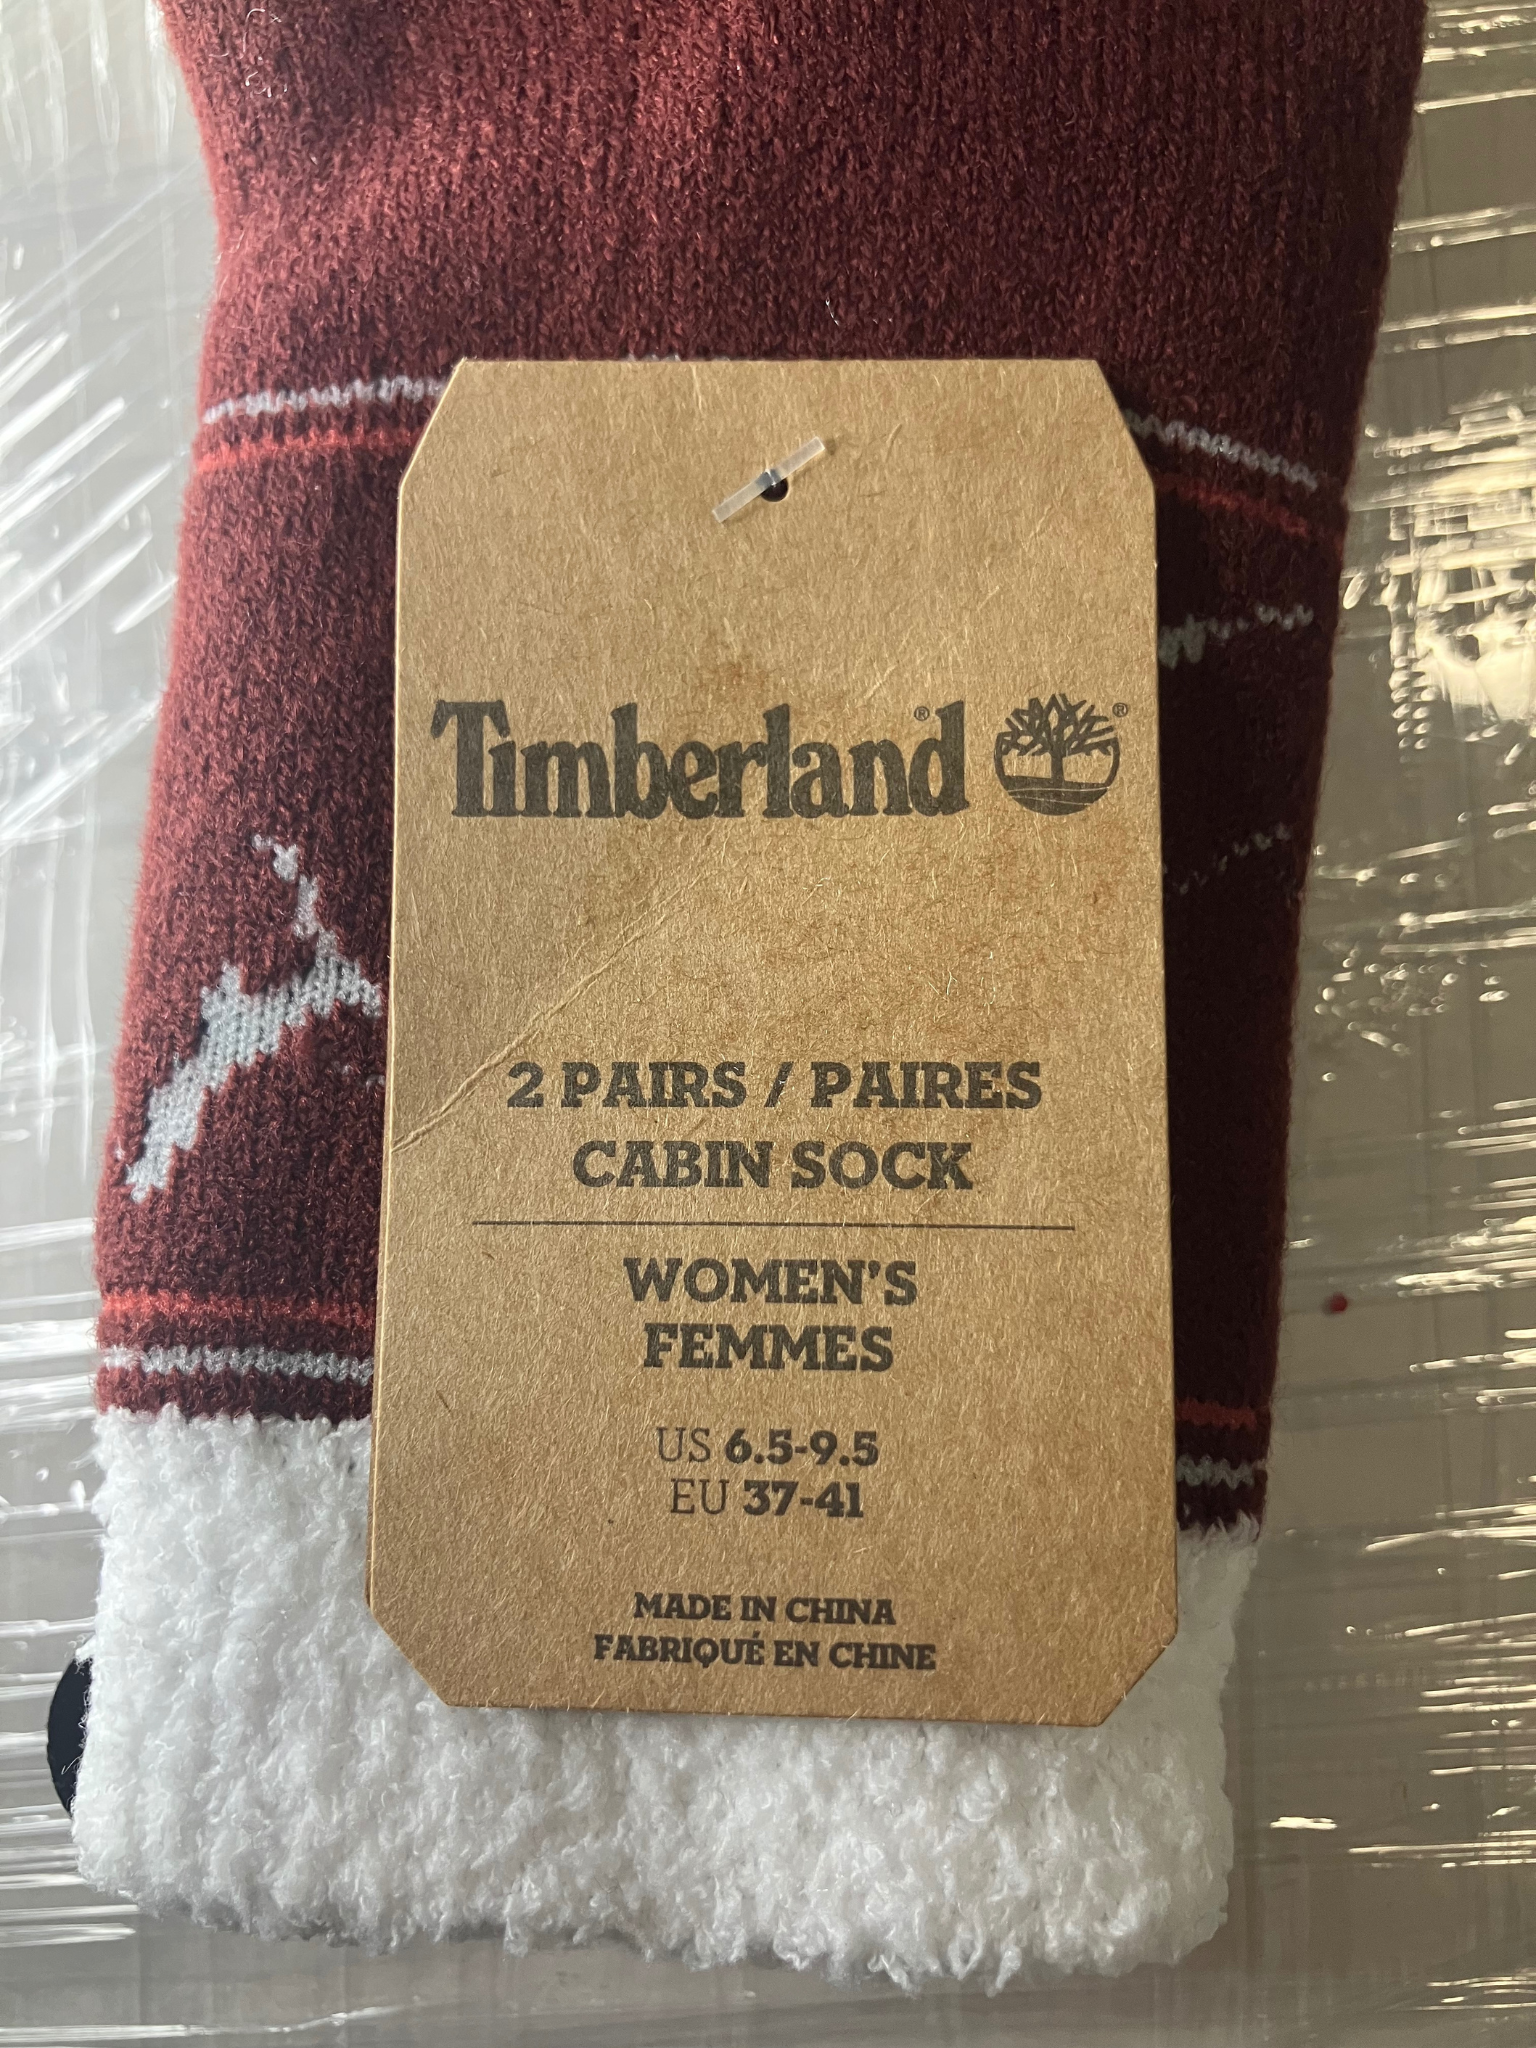 Timberland® ®
2 PAIRS / PAIRES
CABIN SOCK
WOMEN'S
FEMMES
US 6.5-9.5
EU 37-41
MADE IN CHINA
FABRIQUÉ EN CHINE